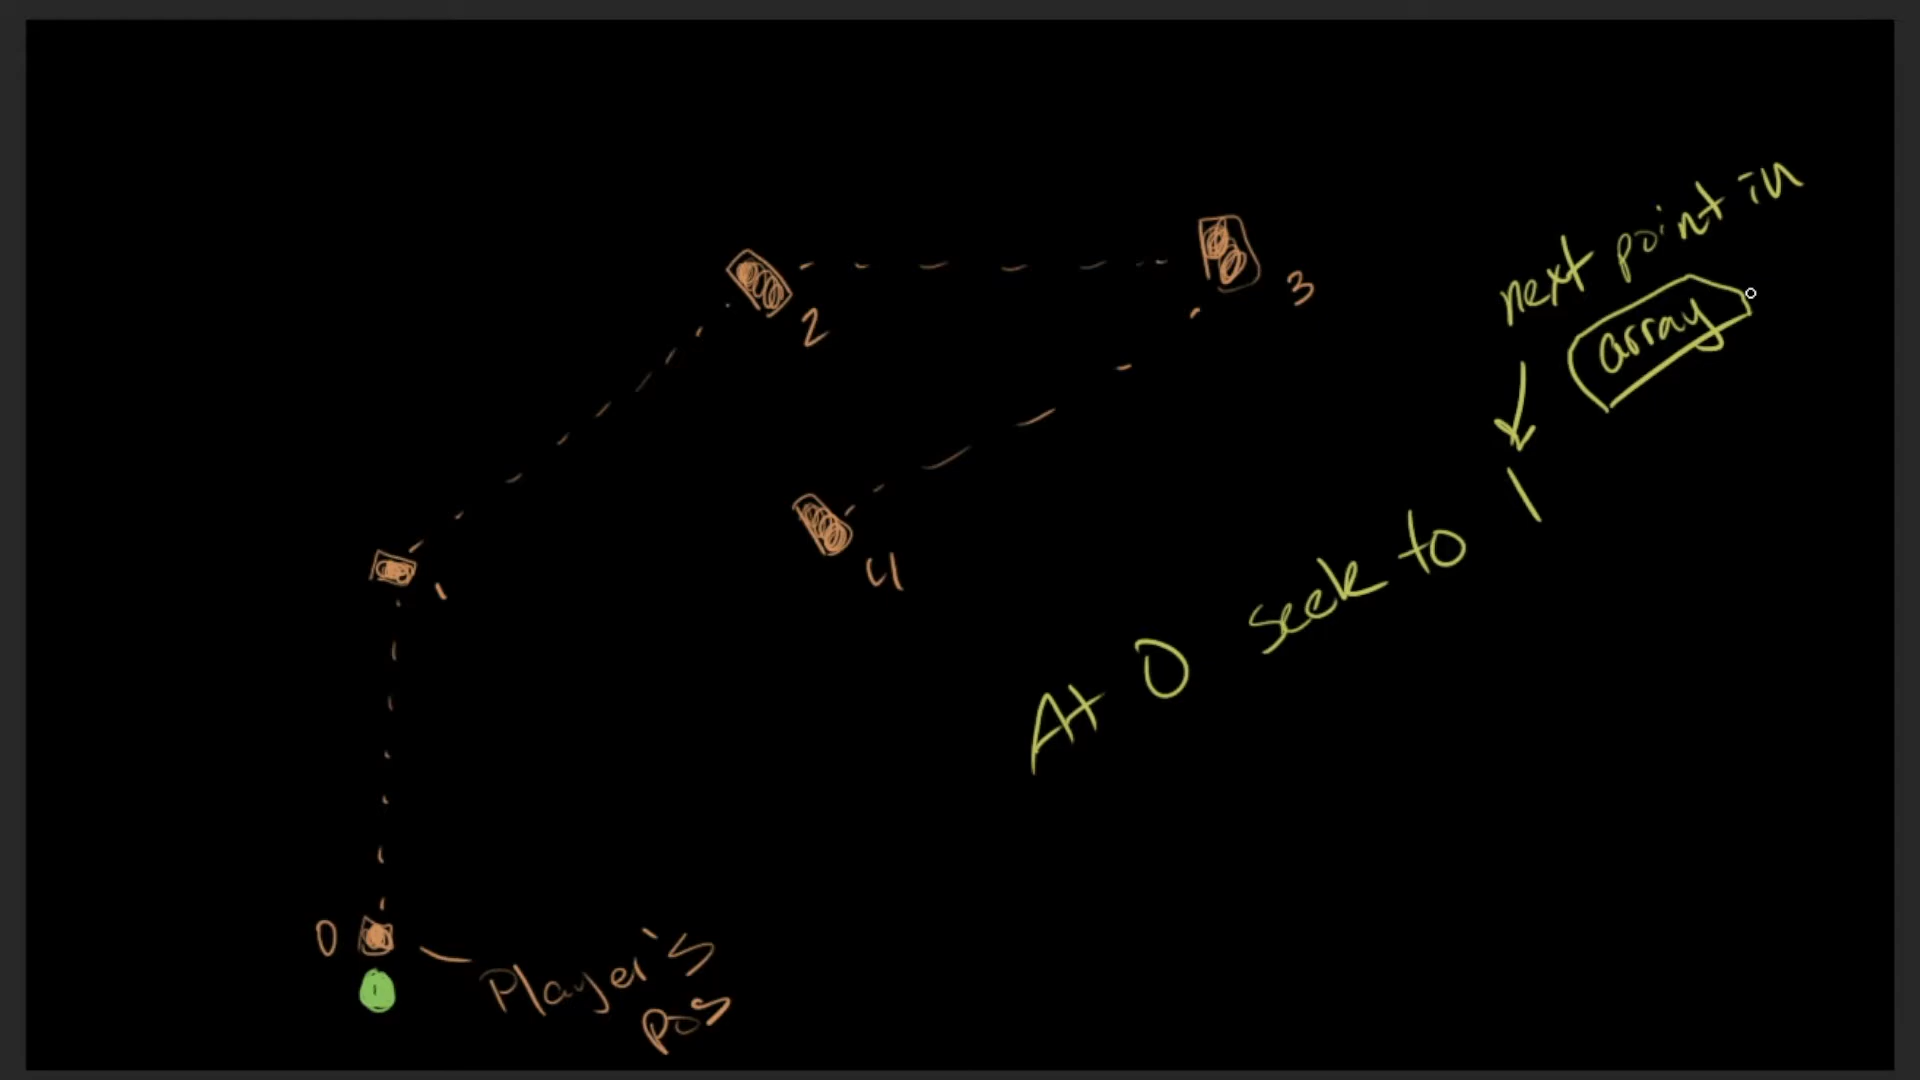 next point in
array
2
3
At 0 seek to 1
4
1
0
Player's
pos